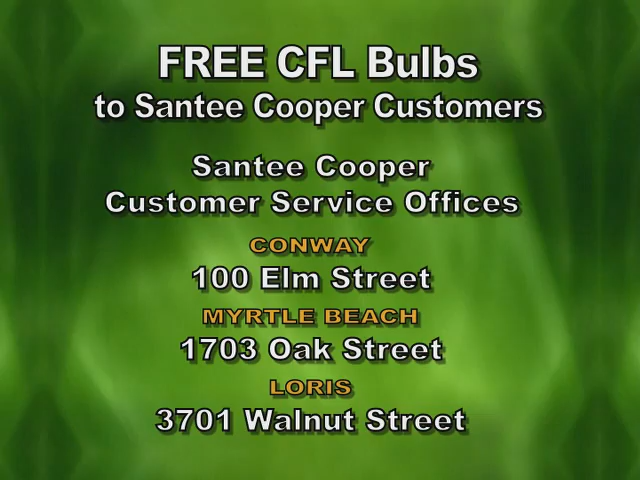 FREE CFL Bulbs
to Santee Cooper Customers
Santee Cooper
Customer Service Offices
CONWAY
100 Elm Street
MYRTLE BEACH
1703 Oak Street
LORIS
3701 Walnut Street